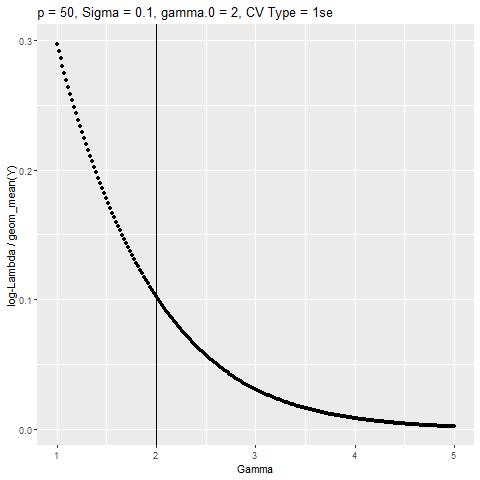 p = 50, Sigma = 0.1, gamma.0 = 2, CV Type = 1se
0.3
0.2
0.1
0.0
log-Lambda / geom_mean(Y)
1 2 3 4 5
Gamma